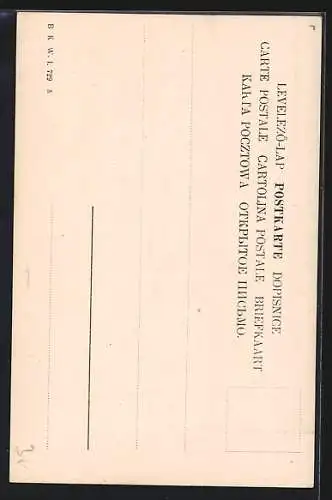 LEVELEZŐ-LAP POSTKARTE DOPISNICE
CARTE POSTALE CARTOLINA POSTALE BRIEFKAART
KARTA POCZTOWA ОТКРЫТОЕ ПИСЬМО.
B. K. W. I. 729 5